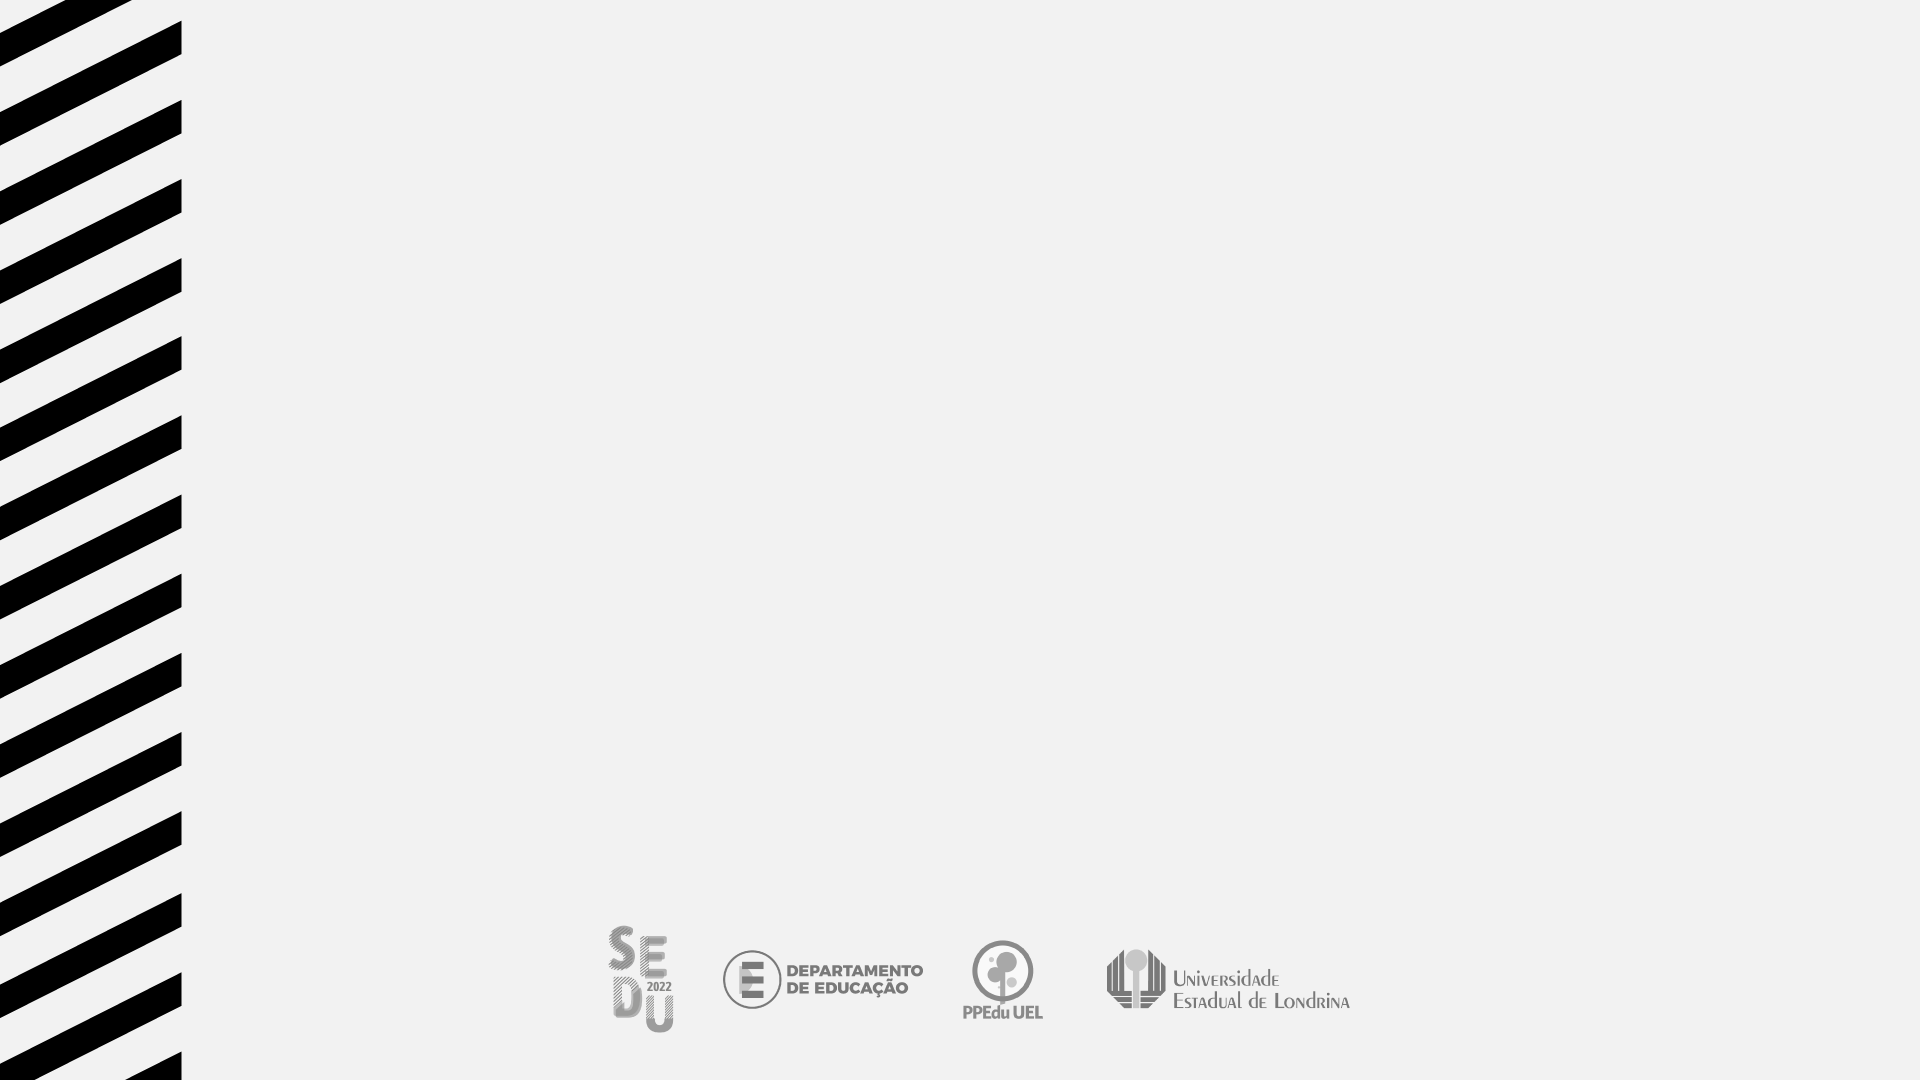 SE
DU
2022
DEPARTAMENTO
DE EDUCAÇÃO
PPEdu UEL
Universidade
Estadual de Londrina